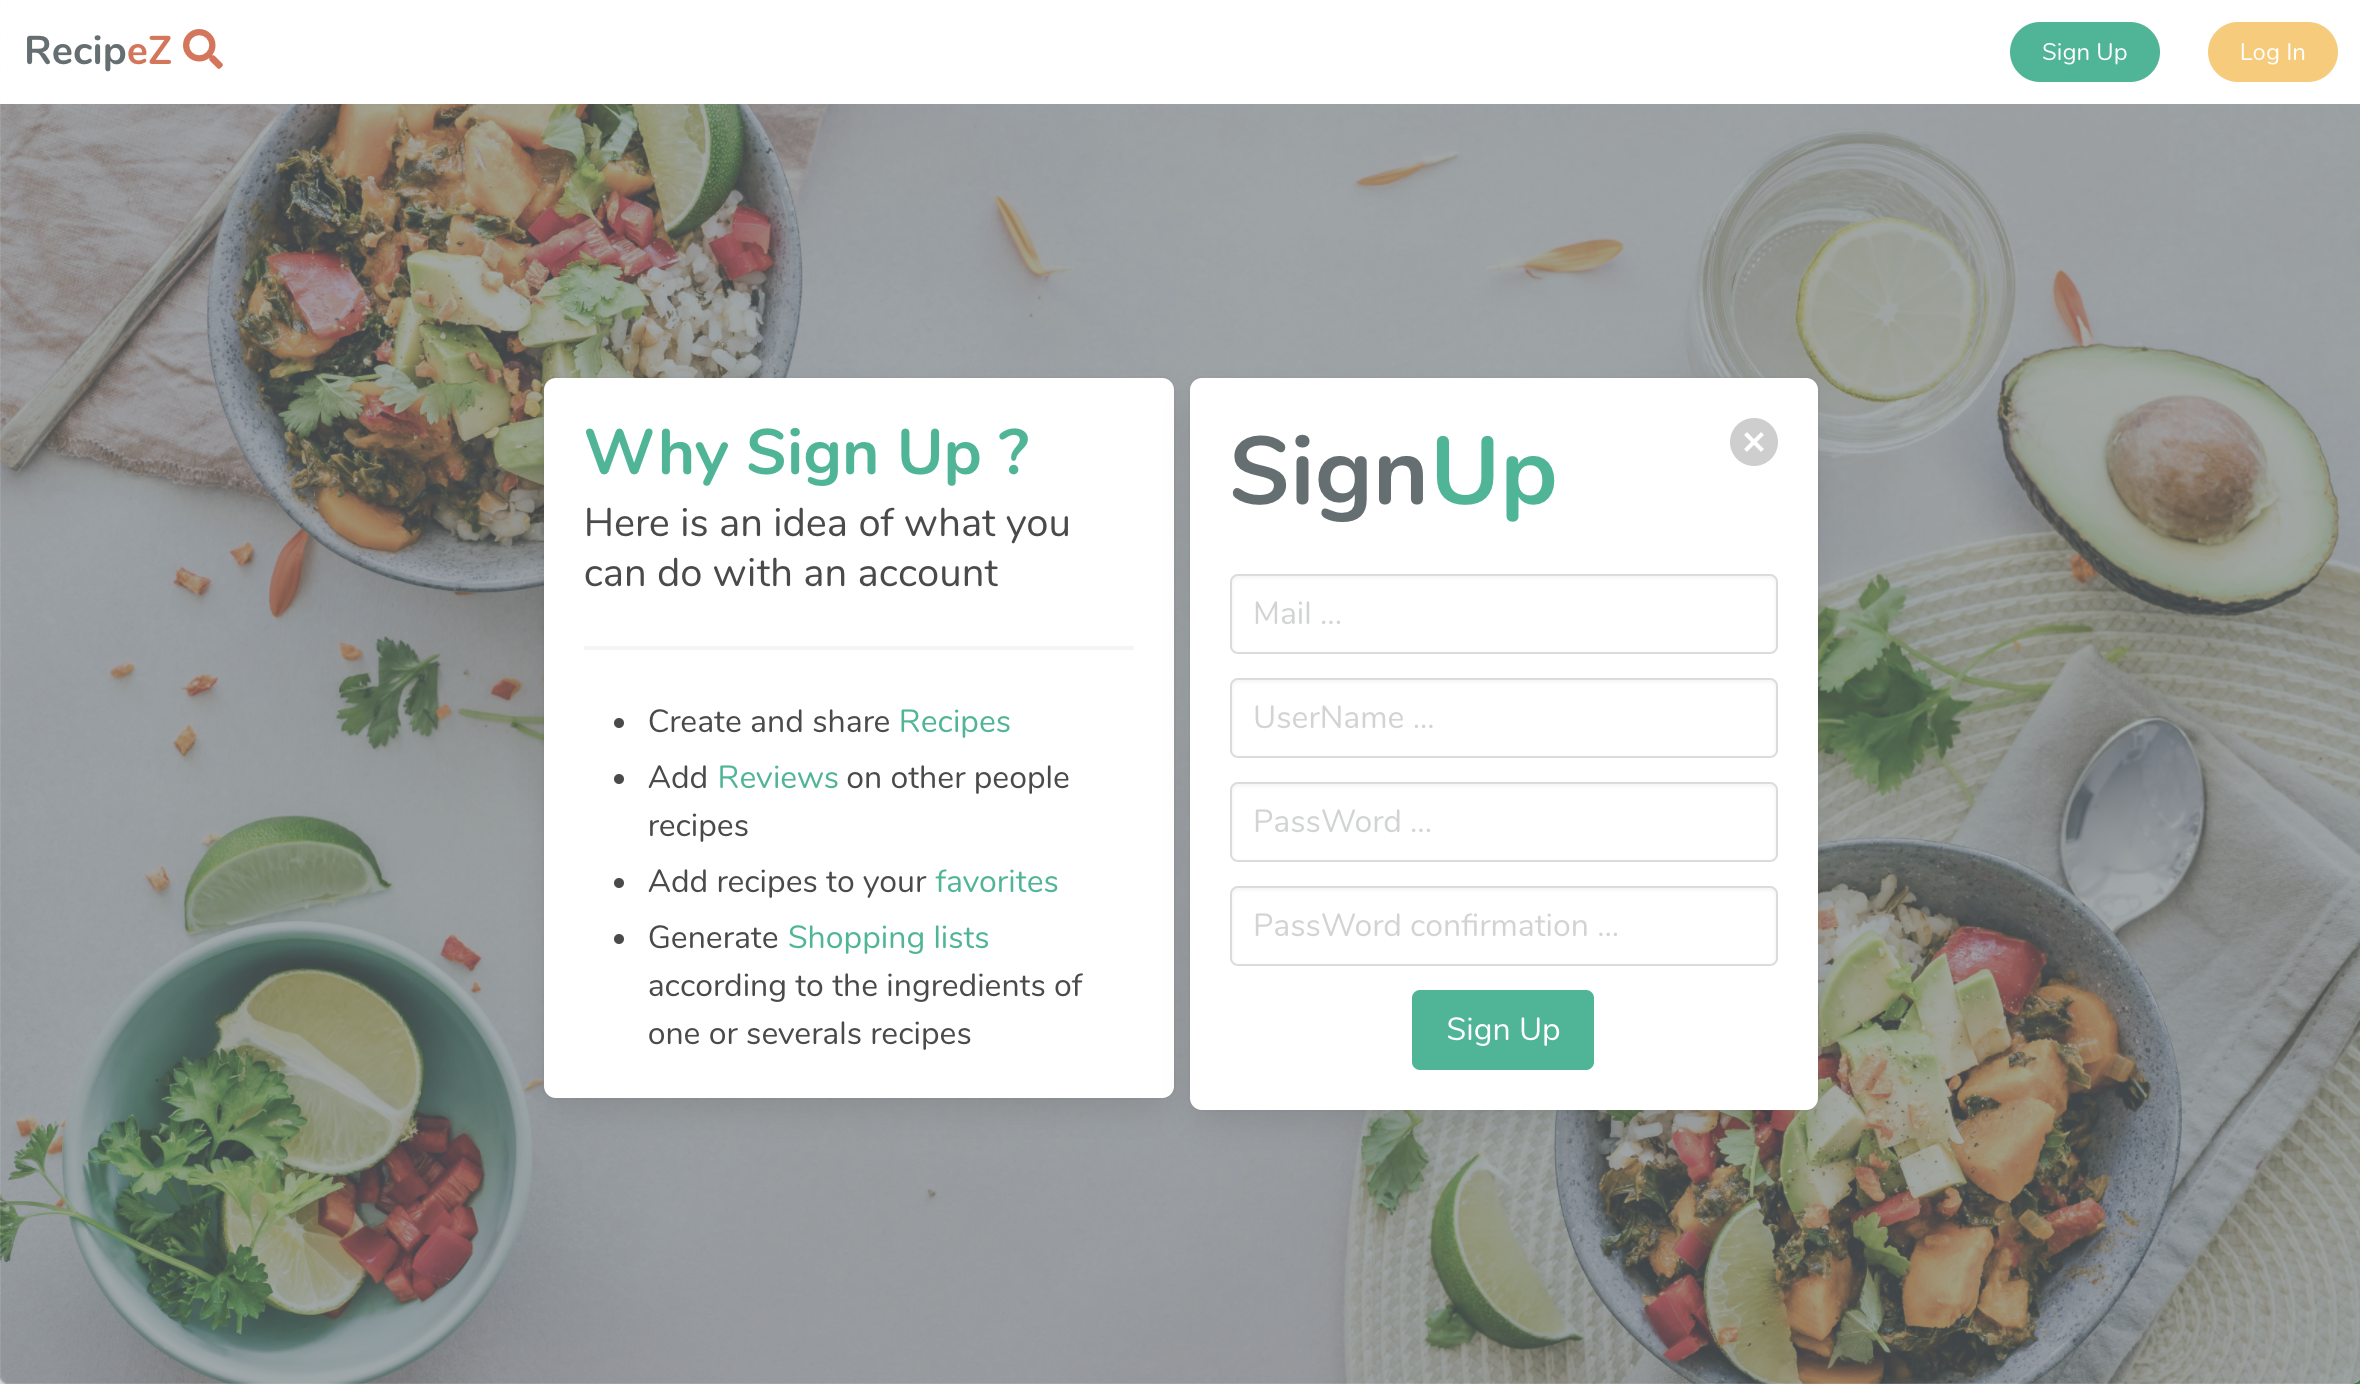 RecipeZ
Sign Up
Log In
Why Sign Up ?
Here is an idea of what you
can do with an account
Create and share Recipes
Add Reviews on other people
recipes
Add recipes to your favorites
Generate Shopping lists
according to the ingredients of
one or severals recipes
SignUp
Mail ...
UserName ...
PassWord ...
PassWord confirmation ...
Sign Up